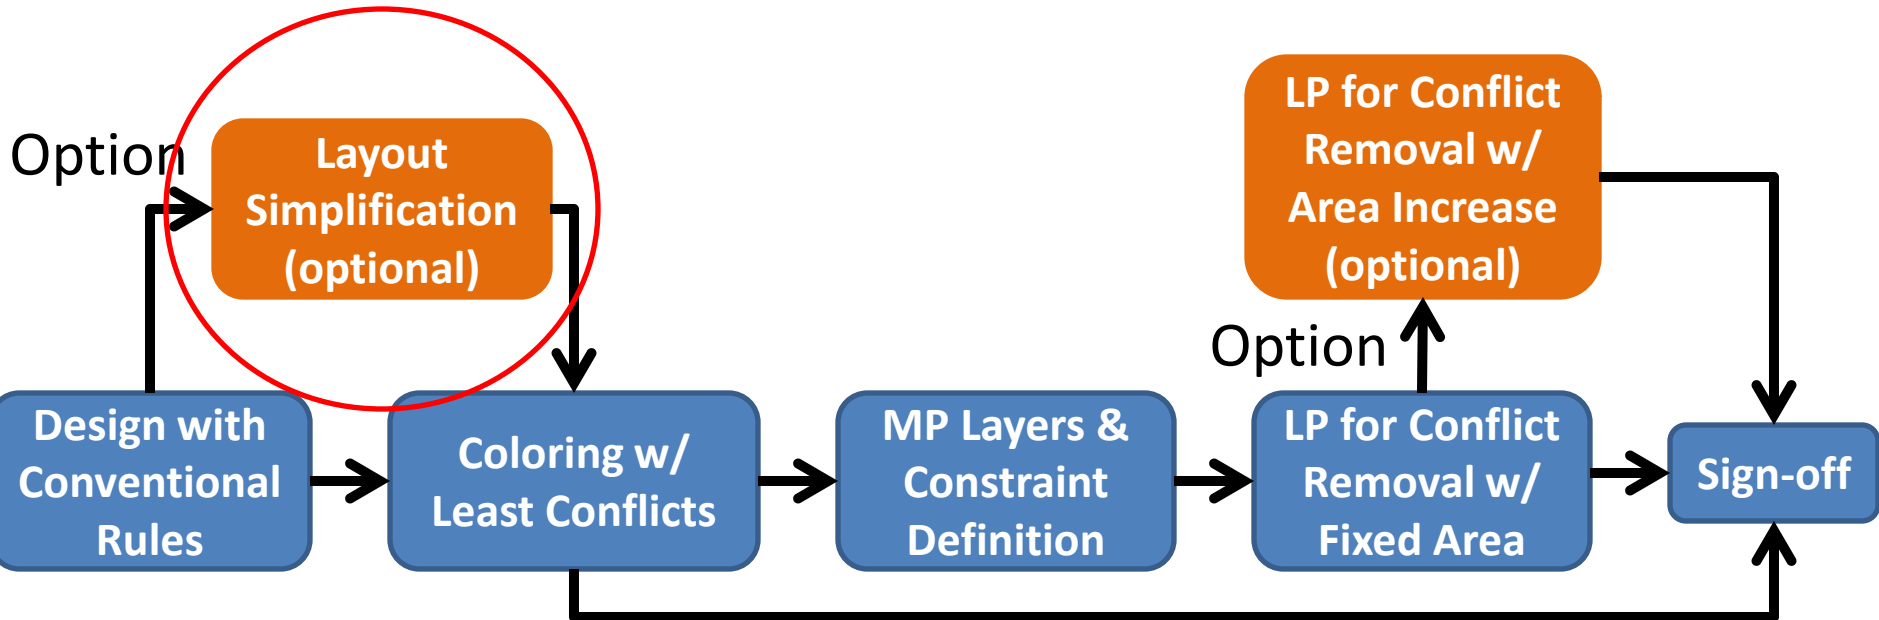 Option
Layout
Simplification
(optional)
LP for Conflict
Removal w/
Area Increase
(optional)
Option
Design with
Conventional
Rules
Coloring w/
Least Conflicts
MP Layers &
Constraint
Definition
LP for Conflict
Removal w/
Fixed Area
Sign-off